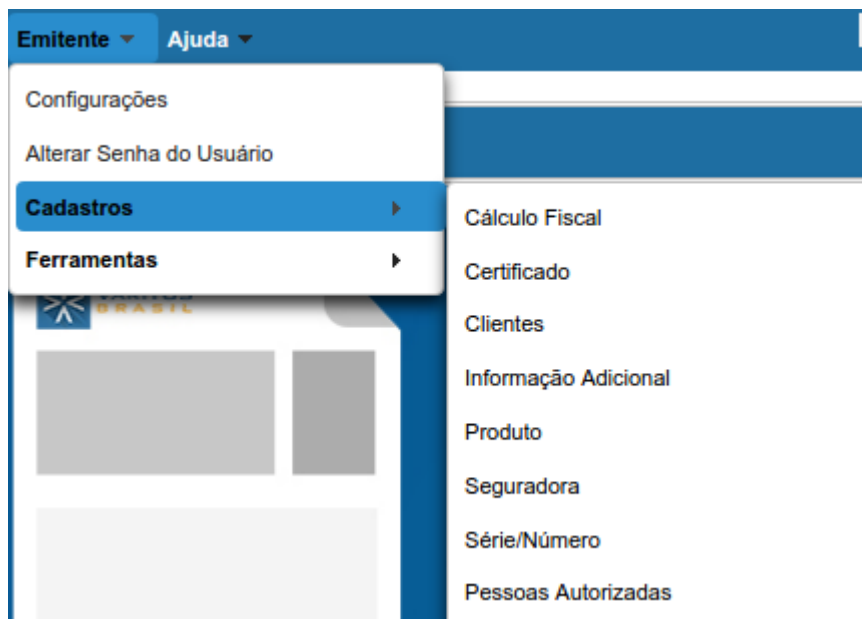 Emitente
Ajuda
Configurações
Alterar Senha do Usuário
Cadastros
Ferramentas
Cálculo Fiscal
Certificado
Clientes
Informação Adicional
Produto
Seguradora
Série/Número
Pessoas Autorizadas
BRASIL